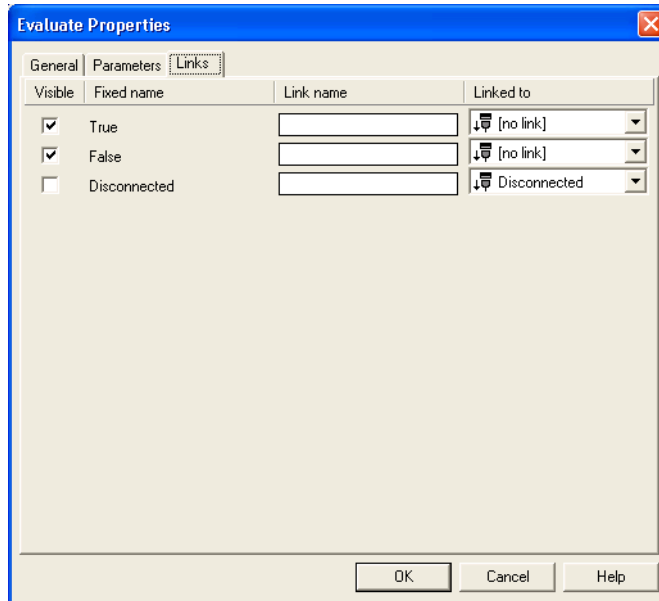 Evaluate Properties
General Parameters Links
Visible Fixed name Link name Linked to
True [no link]
False [no link]
Disconnected Disconnected
OK Cancel Help